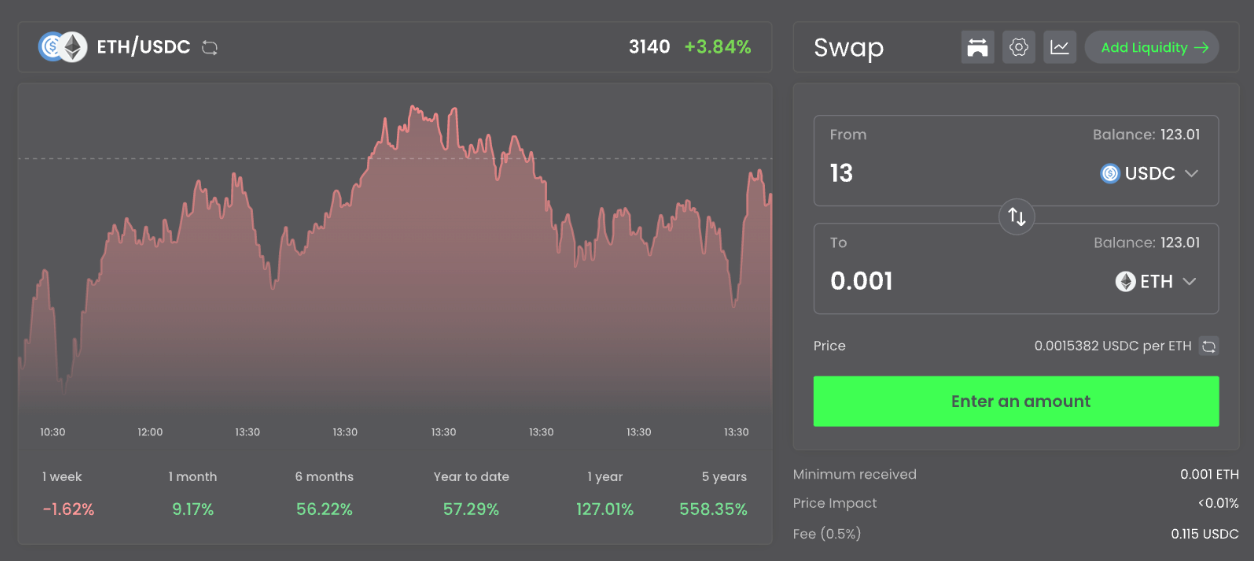 ETH/USDC
3140 +3.84%
10:30 12:00 13:30 13:30 13:30 13:30 13:30 13:30
1 week 1 month 6 months Year to date 1 year 5 years
-1.62% 9.17% 56.22% 57.29% 127.01% 558.35%
Swap
Add Liquidity →
From Balance: 123.01
13 USDC
To Balance: 123.01
0.001 ETH
Price 0.0015382 USDC per ETH
Enter an amount
Minimum received 0.001 ETH
Price Impact <0.01%
Fee (0.5%) 0.115 USDC